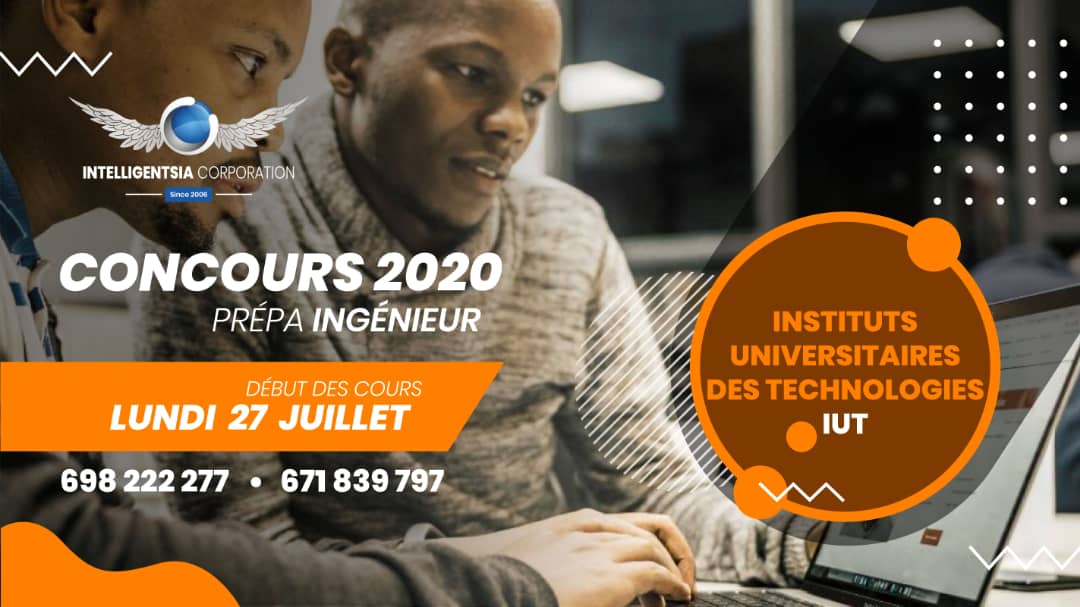 INTELLIGENTSIA CORPORATION
Since 2006
CONCOURS 2020
PRÉPA INGÉNIEUR
DÉBUT DES COURS
LUNDI 27 JUILLET
698 222 277 • 671 839 797
INSTITUTS
UNIVERSITAIRES
DES TECHNOLOGIES
IUT